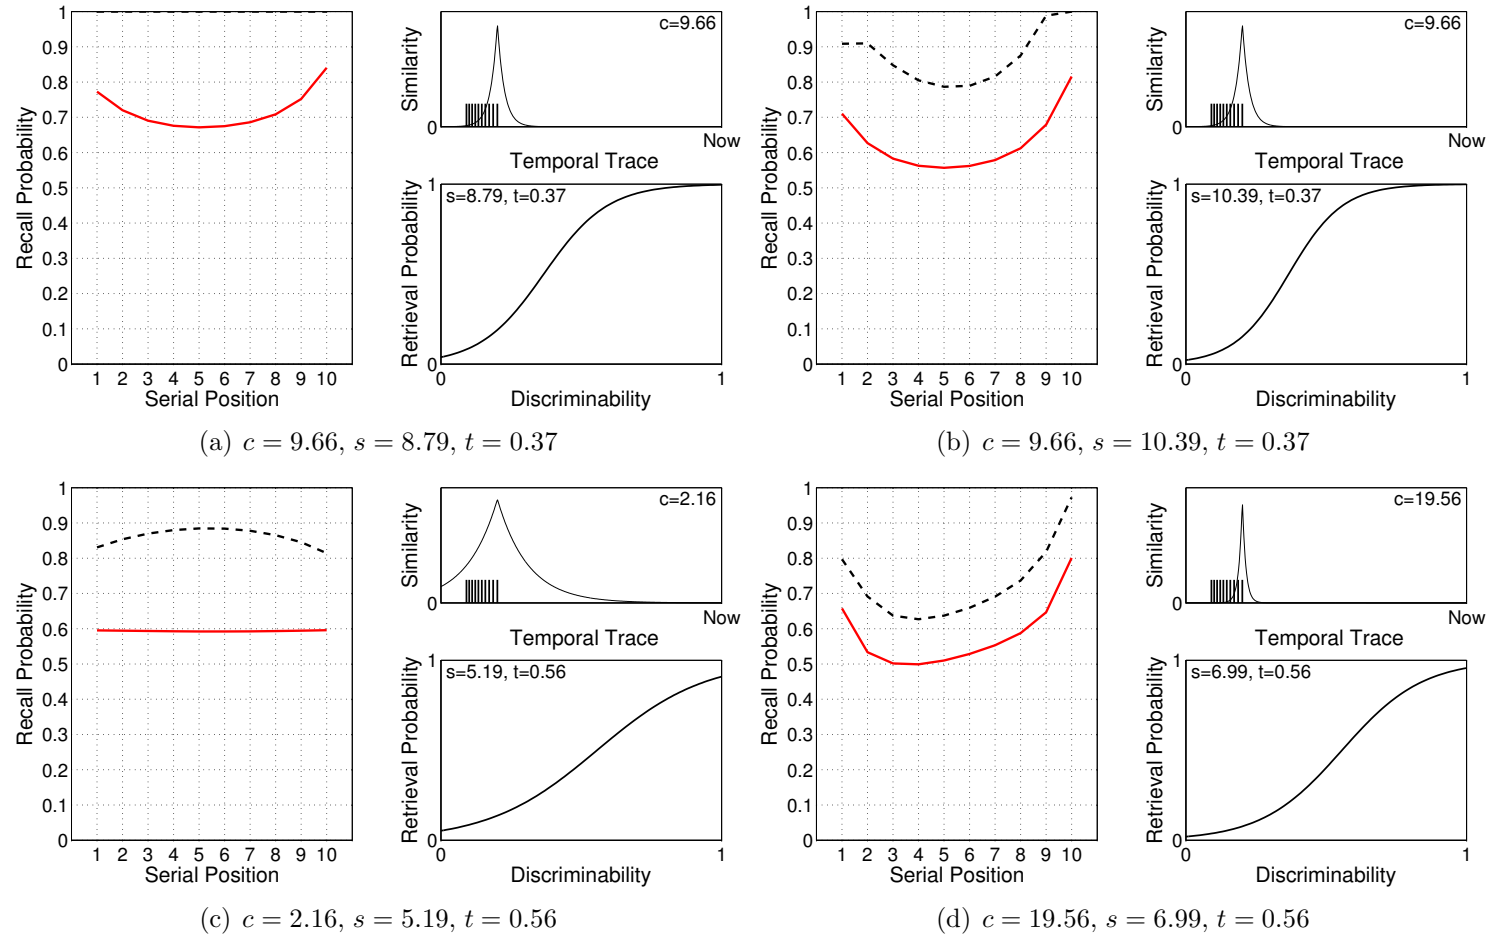 1
0.9
0.8
0.7
0.6
0.5
0.4
0.3
0.2
0.1
0
Recall Probability
1 2 3 4 5 6 7 8 9 10
Serial Position
c=9.66
Similarity
0
Now
Temporal Trace
1
s=8.79, t=0.37
Retrieval Probability
0
0 1
Discriminability
(a) c = 9.66, s = 8.79, t = 0.37
1
0.9
0.8
0.7
0.6
0.5
0.4
0.3
0.2
0.1
0
Recall Probability
1 2 3 4 5 6 7 8 9 10
Serial Position
c=9.66
Similarity
0
Now
Temporal Trace
1
s=10.39, t=0.37
Retrieval Probability
0
0 1
Discriminability
(b) c = 9.66, s = 10.39, t = 0.37
1
0.9
0.8
0.7
0.6
0.5
0.4
0.3
0.2
0.1
0
Recall Probability
1 2 3 4 5 6 7 8 9 10
Serial Position
c=2.16
Similarity
0
Now
Temporal Trace
1
s=5.19, t=0.56
Retrieval Probability
0
0 1
Discriminability
(c) c = 2.16, s = 5.19, t = 0.56
1
0.9
0.8
0.7
0.6
0.5
0.4
0.3
0.2
0.1
0
Recall Probability
1 2 3 4 5 6 7 8 9 10
Serial Position
c=19.56
Similarity
0
Now
Temporal Trace
1
s=6.99, t=0.56
Retrieval Probability
0
0 1
Discriminability
(d) c = 19.56, s = 6.99, t = 0.56